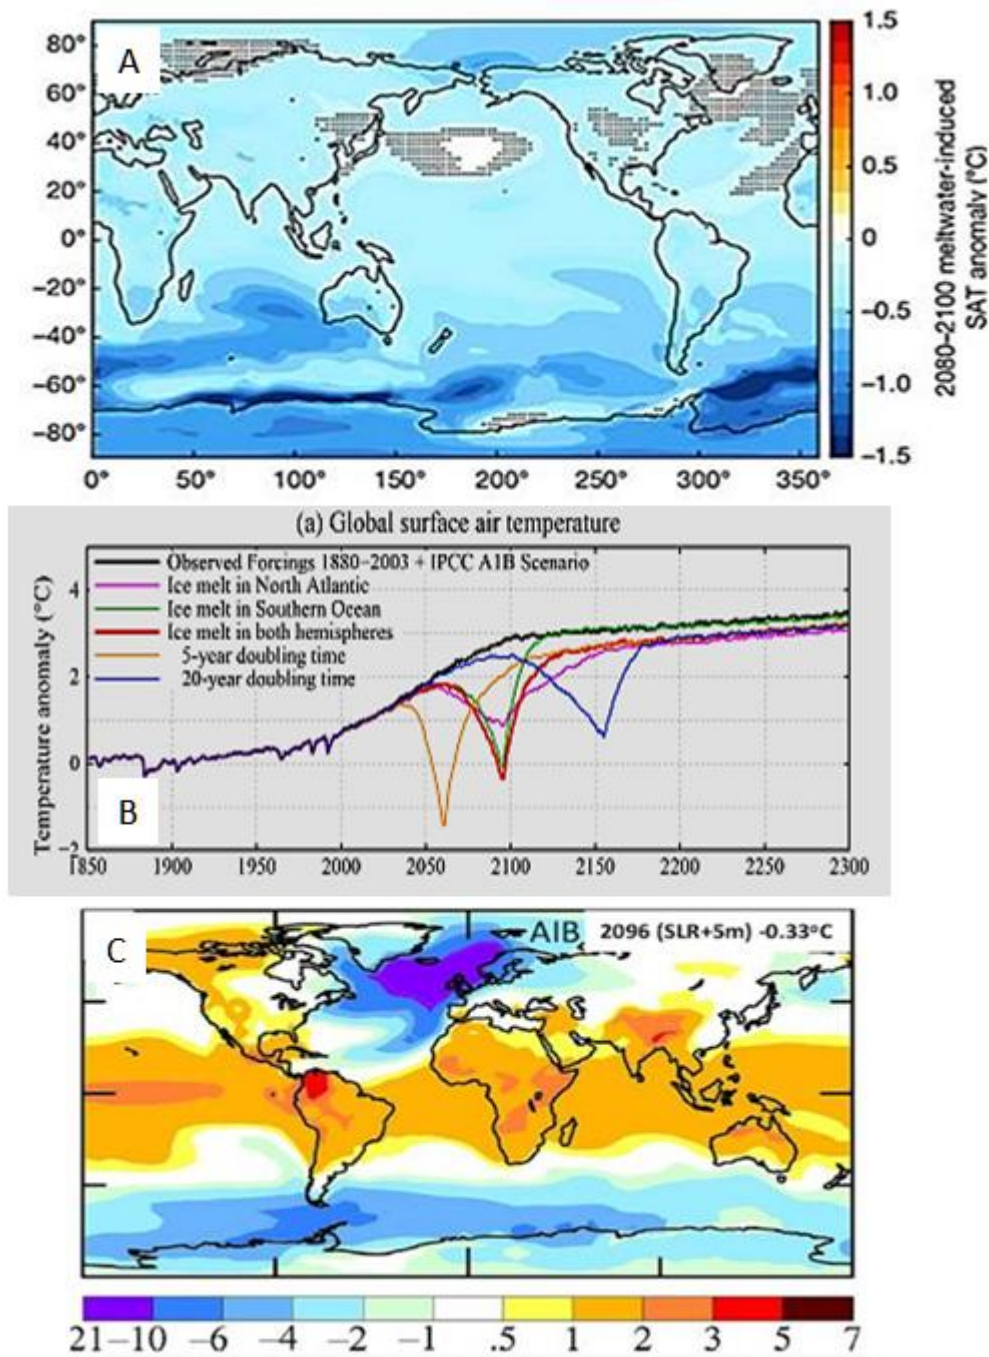 A
80°
60°
40°
20°
0°
−20°
−40°
−60°
−80°
0° 50° 100° 150° 200° 250° 300° 350°
1.5
1.0
0.5
0
−0.5
−1.0
−1.5
2080–2100 meltwater-induced
SAT anomaly (°C)
(a) Global surface air temperature
Observed Forcings 1880−2003 + IPCC A1B Scenario
Ice melt in North Atlantic
Ice melt in Southern Ocean
Ice melt in both hemispheres
5-year doubling time
20-year doubling time
Temperature anomaly (°C)
4
2
0
−2
B
1850 1900 1950 2000 2050 2100 2150 2200 2250 2300
C
AIB 2096 (SLR+5m) -0.33°C
21 −10 −6 −4 −2 −1 .5 1 2 3 5 7